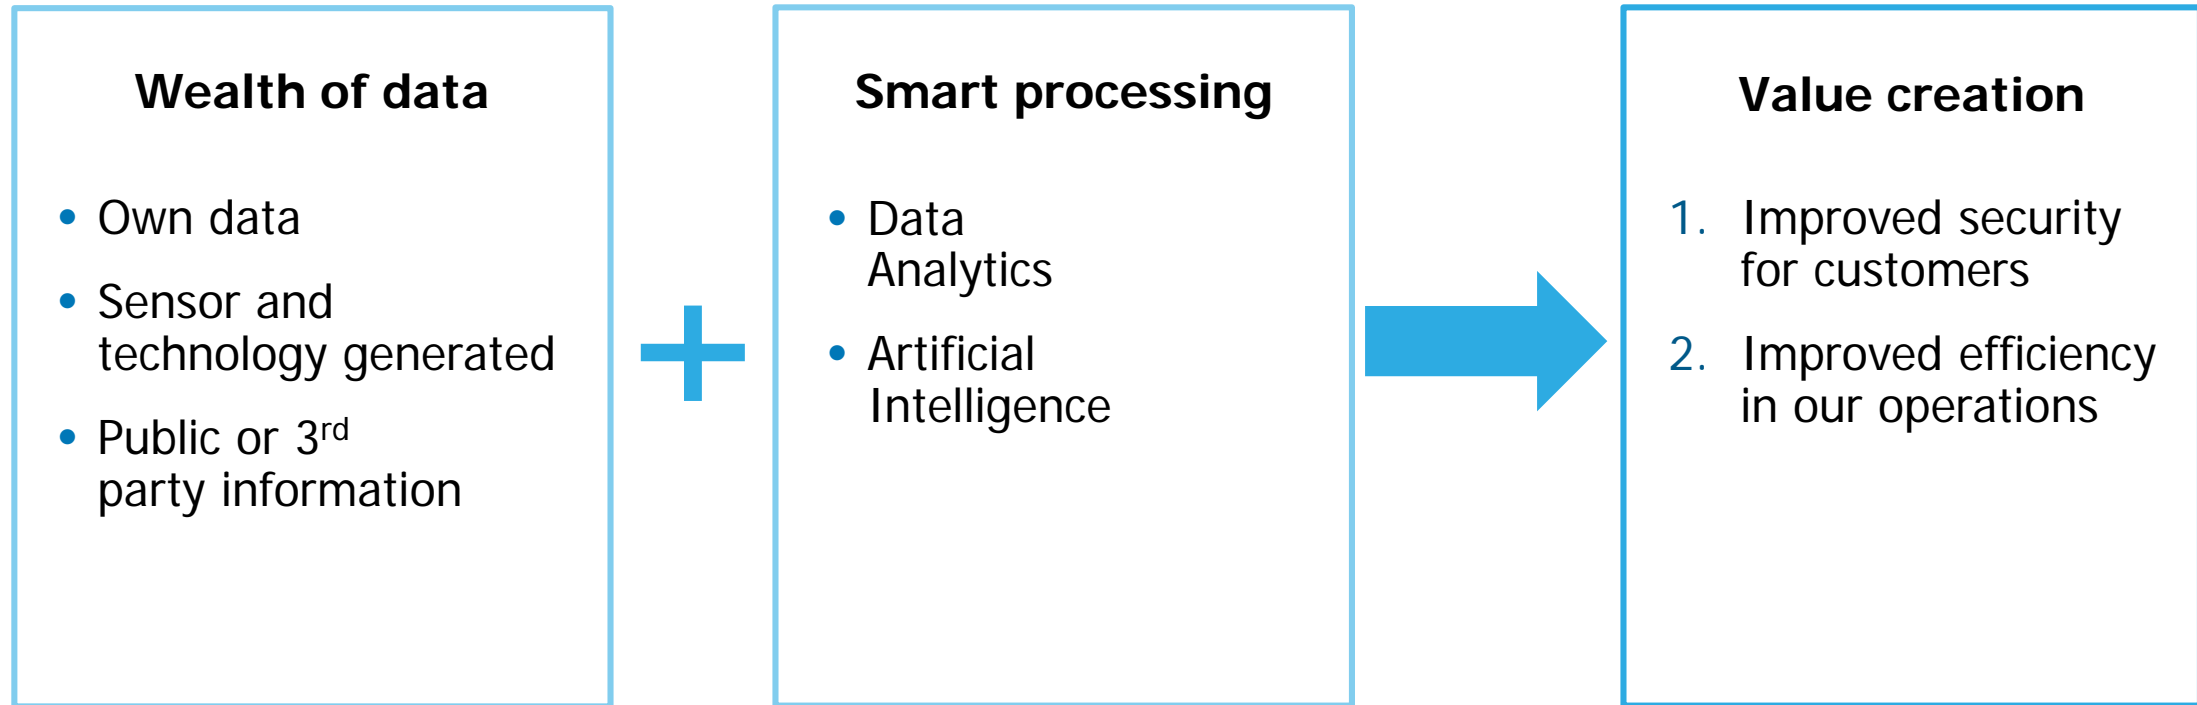 Wealth of data
• Own data
• Sensor and
technology generated
• Public or 3rd
party information
Smart processing
• Data
Analytics
• Artificial
Intelligence
Value creation
1. Improved security
for customers
2. Improved efficiency
in our operations